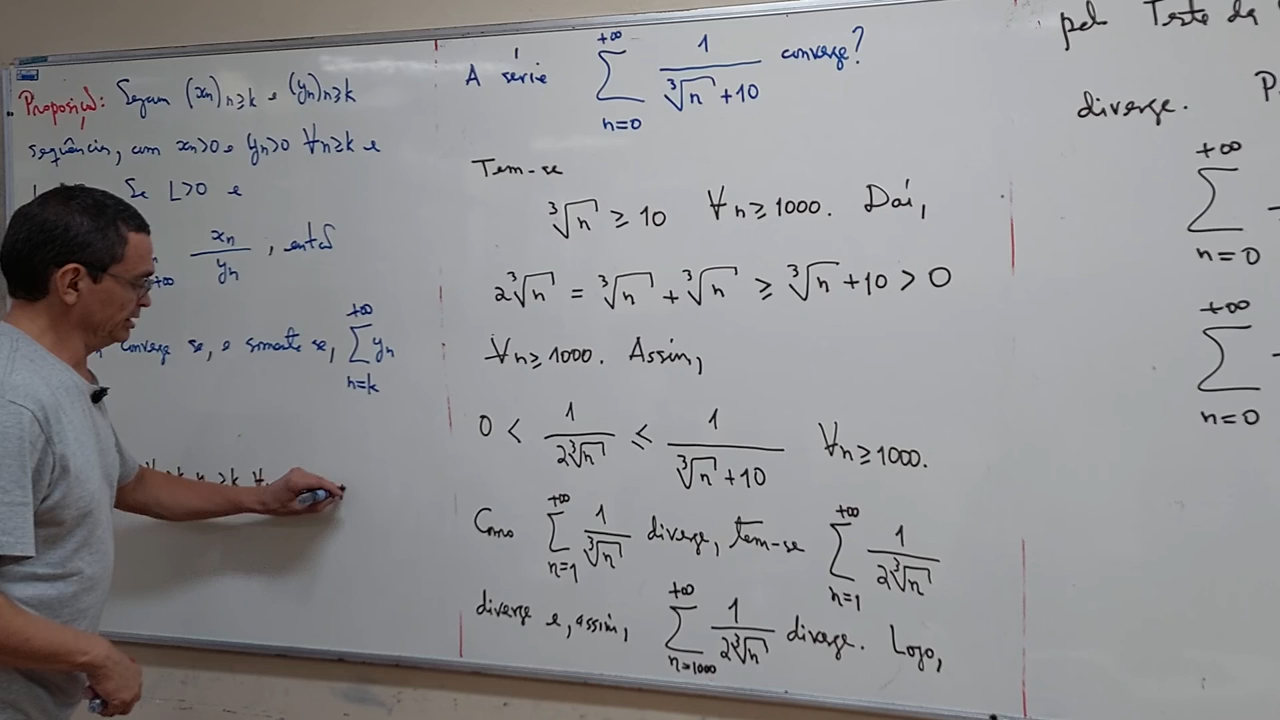 Proposição: Sejam (xₙ)ₙ≥ₖ e (yₙ)ₙ≥ₖ
sequências, com xₙ>0 e yₙ>0 ∀n≥k e
Se L>0 e
xₙ/yₙ, então
converge se, e somente se, ∑_{n=k}^{+∞} yₙ
A série ∑_{n=0}^{+∞} 1/(∛n+10) converge?
Tem-se
∛n ≥ 10 ∀n≥1000. Daí,
2∛n = ∛n + ∛n ≥ ∛n + 10 > 0
∀n≥1000. Assim,
0 < 1/(2∛n) ≤ 1/(∛n+10) ∀n≥1000.
Como ∑_{n=1}^{+∞} 1/∛n diverge, tem-se ∑_{n=1}^{+∞} 1/(2∛n)
diverge e, assim, ∑_{n=1000}^{+∞} 1/(2∛n) diverge. Logo,
pelo Teste da
diverge.
∑_{n=0}^{+∞}
∑_{n=0}^{+∞}